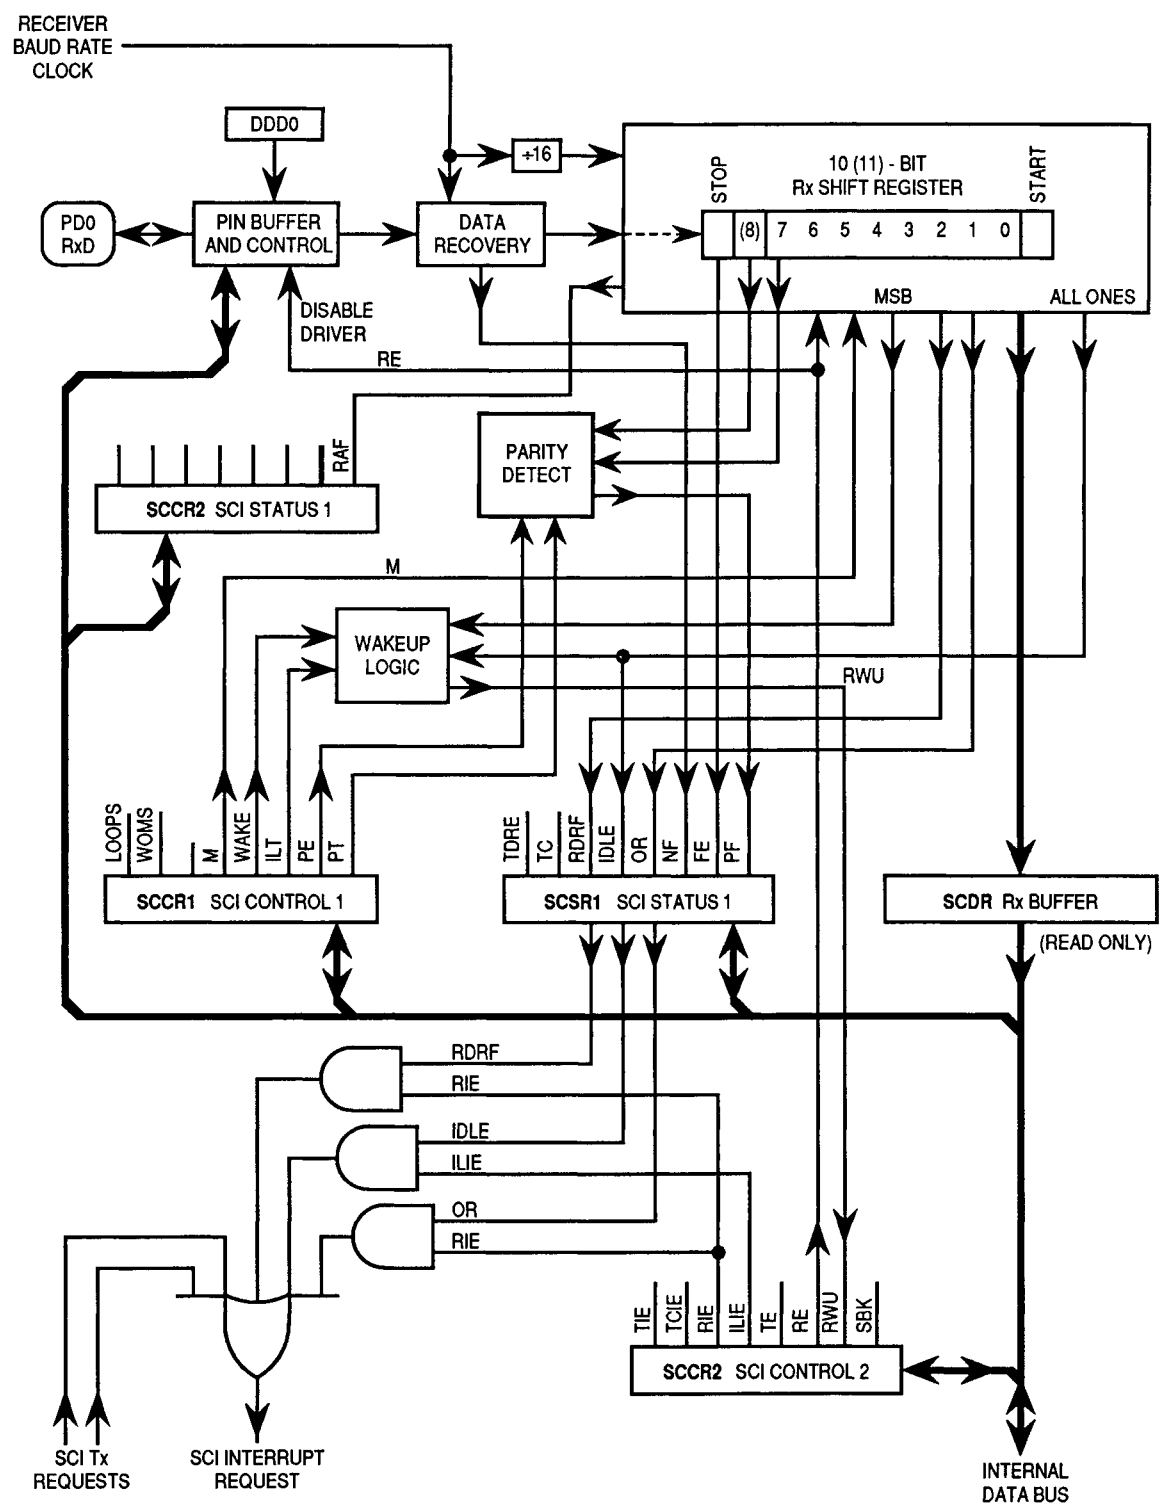 RECEIVER
BAUD RATE
CLOCK
DDD0
÷16
10 (11) - BIT
Rx SHIFT REGISTER
STOP
START
PD0
RxD
PIN BUFFER
AND CONTROL
DATA
RECOVERY
(8) 7 6 5 4 3 2 1 0
MSB
ALL ONES
DISABLE
DRIVER
RE
RAF
PARITY
DETECT
SCCR2 SCI STATUS 1
M
WAKEUP
LOGIC
RWU
LOOPS
WOMS
M
WAKE
ILT
PE
PT
TDRE
TC
RDRF
IDLE
OR
NF
FE
PF
SCCR1 SCI CONTROL 1
SCSR1 SCI STATUS 1
SCDR Rx BUFFER
(READ ONLY)
RDRF
RIE
IDLE
ILIE
OR
RIE
TIE
TCIE
RIE
ILIE
TE
RE
RWU
SBK
SCCR2 SCI CONTROL 2
SCI Tx
REQUESTS
SCI INTERRUPT
REQUEST
INTERNAL
DATA BUS